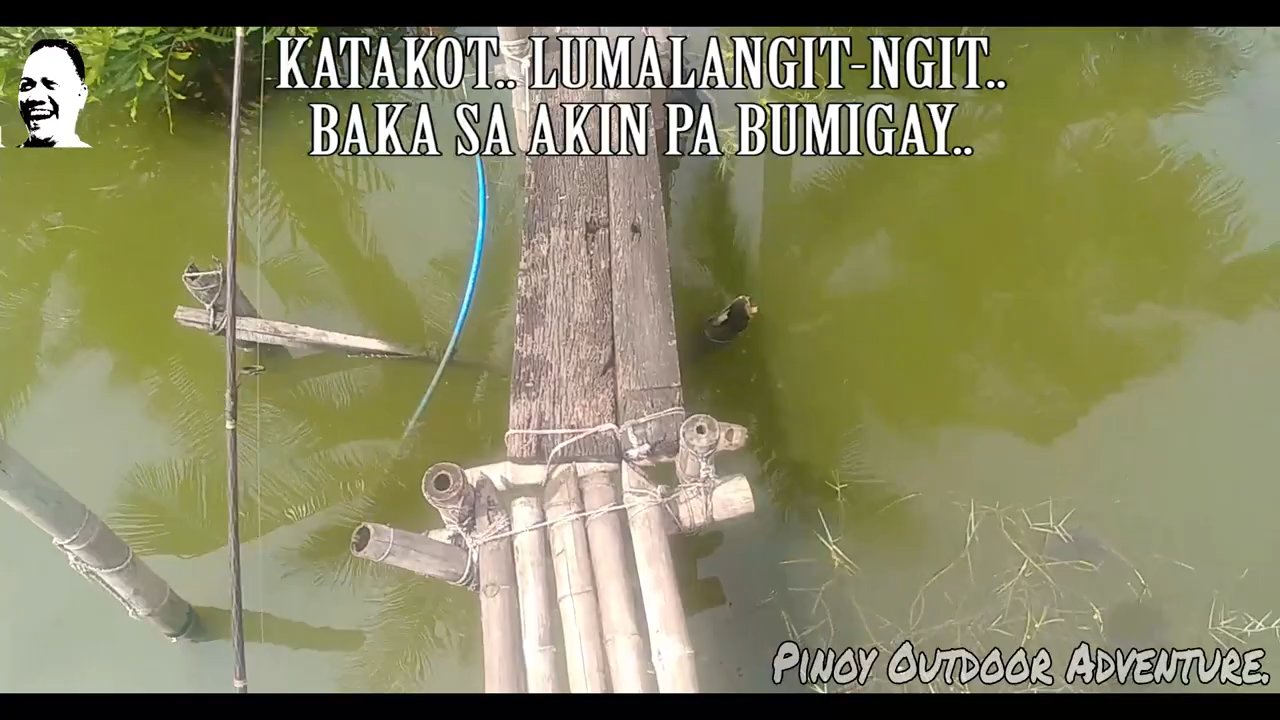 KATAKOT.. LUMALANGIT-NGIT..
BAKA SA AKIN PA BUMIGAY..
PINOY OUTDOOR ADVENTURE.